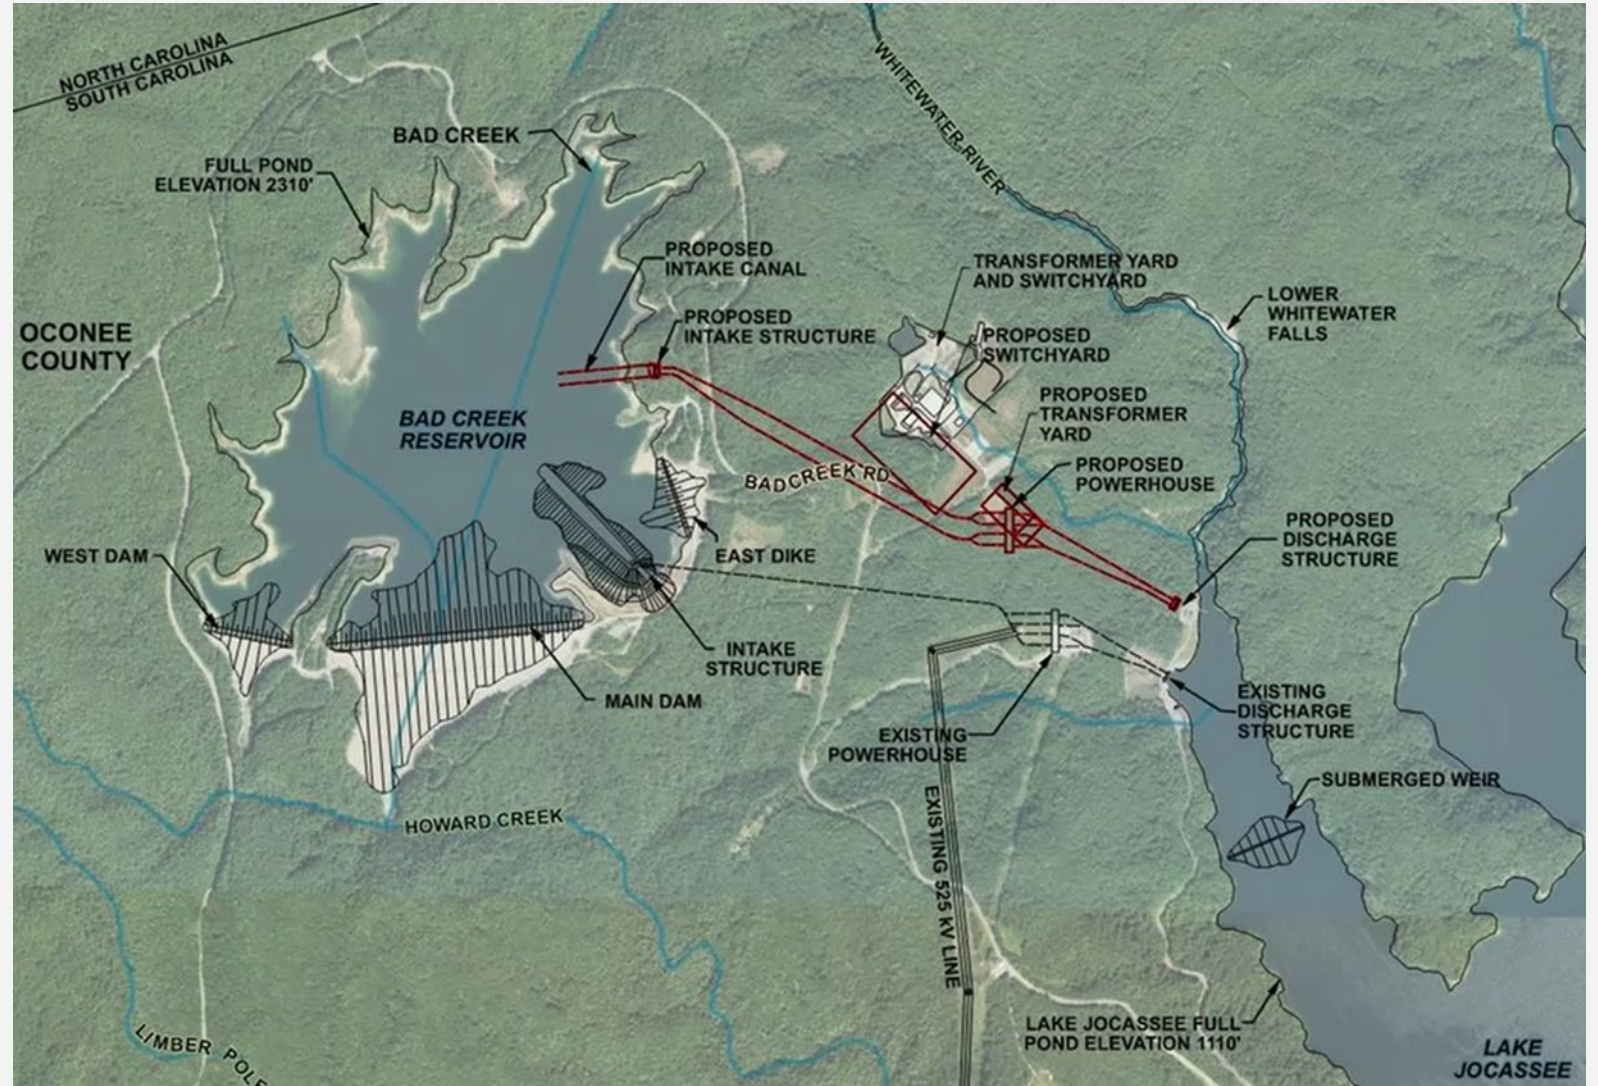 NORTH CAROLINA
SOUTH CAROLINA
BAD CREEK
FULL POND
ELEVATION 2310'
WHITEWATER RIVER
PROPOSED
INTAKE CANAL
TRANSFORMER YARD
AND SWITCHYARD
LOWER
WHITEWATER
FALLS
OCONEE
COUNTY
PROPOSED
INTAKE STRUCTURE
PROPOSED
SWITCHYARD
PROPOSED
TRANSFORMER
YARD
BAD CREEK
RESERVOIR
BAD CREEK RD
PROPOSED
POWERHOUSE
PROPOSED
DISCHARGE
STRUCTURE
WEST DAM
EAST DIKE
INTAKE
STRUCTURE
MAIN DAM
EXISTING
POWERHOUSE
EXISTING
DISCHARGE
STRUCTURE
SUBMERGED WEIR
HOWARD CREEK
EXISTING 525 kV LINE
LAKE JOCASSEE FULL
POND ELEVATION 1110'
LIMBER POLE
LAKE
JOCASSEE